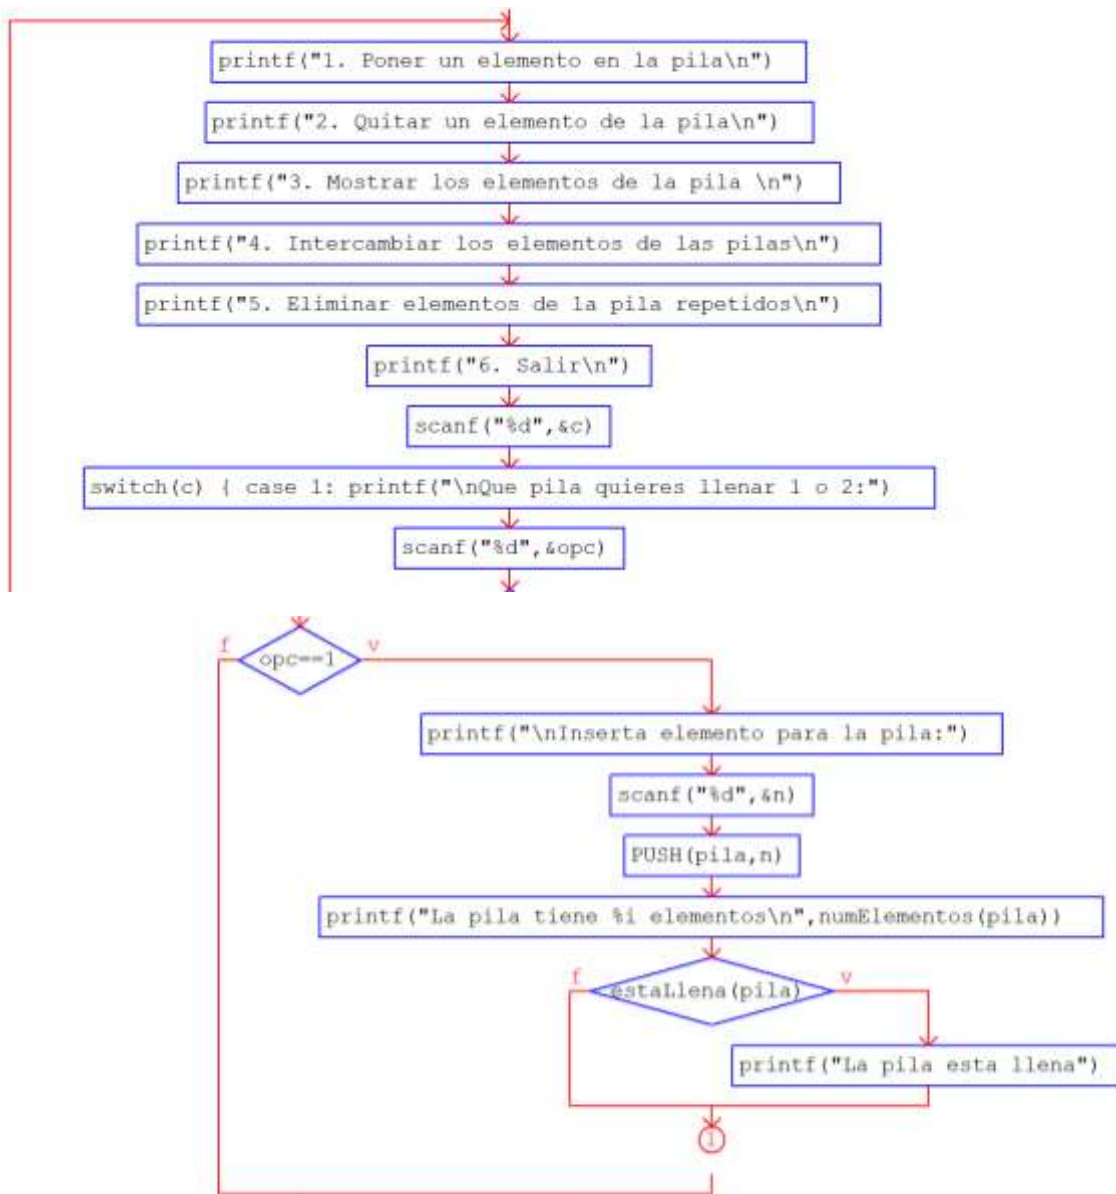 printf("1. Poner un elemento en la pila\n")
printf("2. Quitar un elemento de la pila\n")
printf("3. Mostrar los elementos de la pila \n")
printf("4. Intercambiar los elementos de las pilas\n")
printf("5. Eliminar elementos de la pila repetidos\n")
printf("6. Salir\n")
scanf("%d",&c)
switch(c) { case 1: printf("\nQue pila quieres llenar 1 o 2:")
scanf("%d",&opc)
f
v
opc==1
printf("\nInserta elemento para la pila:")
scanf("%d",&n)
PUSH(pila,n)
printf("La pila tiene %i elementos\n",numElementos(pila))
f
v
estaLlena(pila)
printf("La pila esta llena")
1